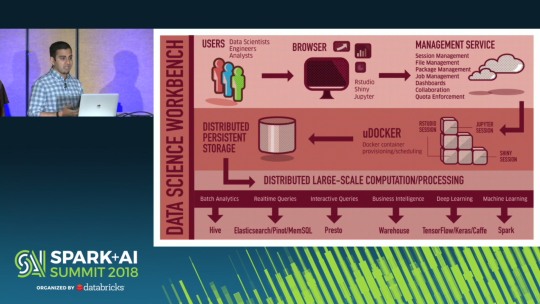 DATA SCIENCE WORKBENCH
USERS
Data Scientists
Engineers
Analysts
BROWSER
Rstudio
Shiny
Jupyter
MANAGEMENT SERVICE
Session Management
File Management
Package Management
Job Management
Dashboards
Collaboration
Quota Enforcement
DISTRIBUTED
PERSISTENT
STORAGE
uDOCKER
Docker container
provisioning/scheduling
RSTUDIO
SESSION
JUPYTER
SESSION
SHINY
SESSION
DISTRIBUTED LARGE-SCALE COMPUTATION/PROCESSING
Batch Analytics
Realtime Queries
Interactive Queries
Business Intelligence
Deep Learning
Machine Learning
Hive
Elasticsearch/Pinot/MemSQL
Presto
Warehouse
TensorFlow/Keras/Caffe
Spark
SPARK+AI
SUMMIT 2018
ORGANIZED BY databricks